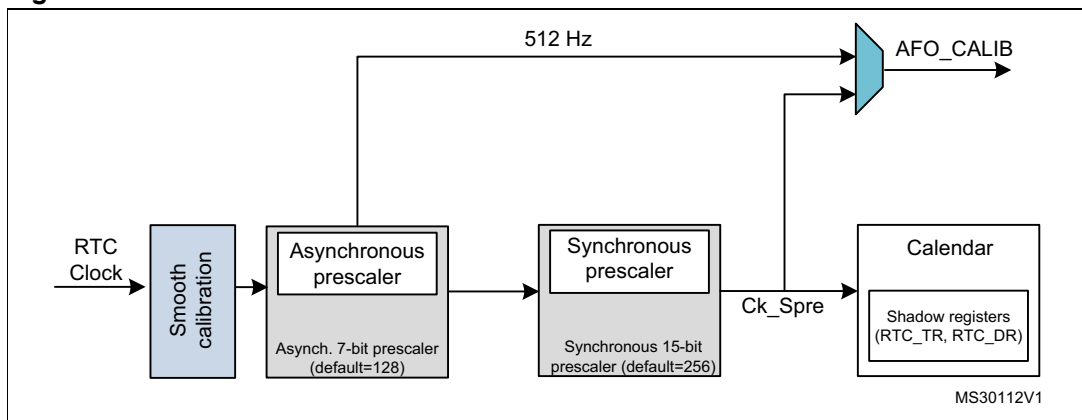 512 Hz
AFO_CALIB
RTC
Clock
Smooth
calibration
Asynchronous
prescaler
Asynch. 7-bit prescaler
(default=128)
Synchronous
prescaler
Synchronous 15-bit
prescaler (default=256)
Ck_Spre
Calendar
Shadow registers
(RTC_TR, RTC_DR)
MS30112V1